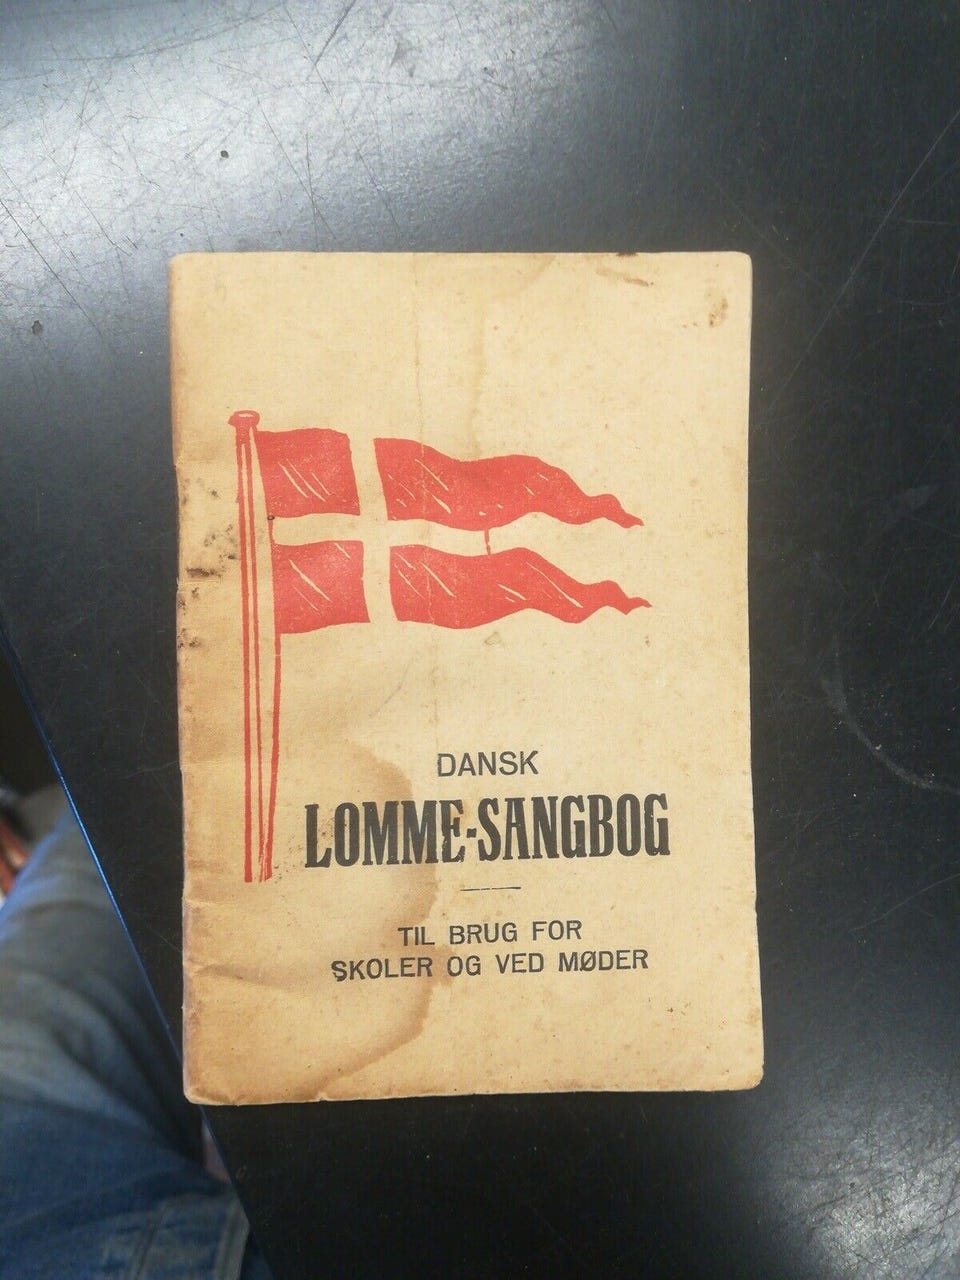 DANSK
LOMME-SANGBOG
TIL BRUG FOR
SKOLER OG VED MØDER